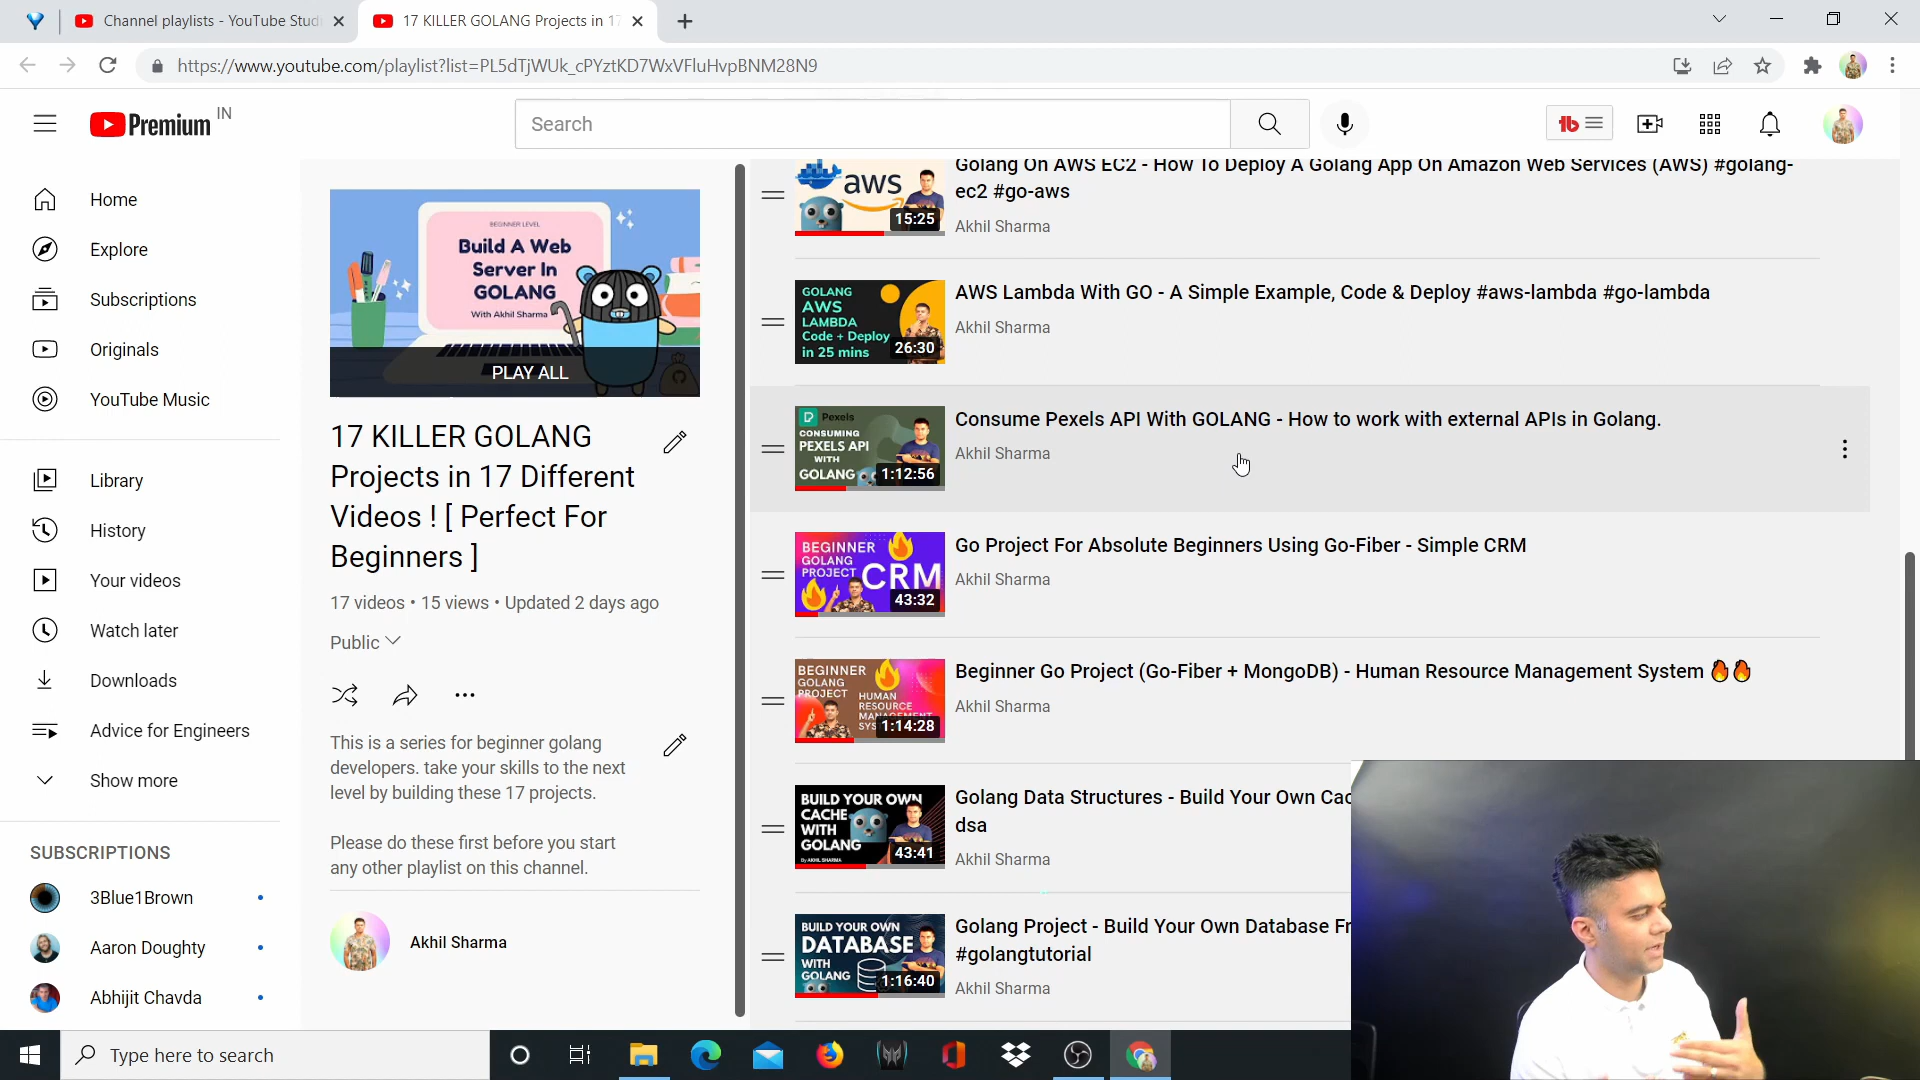 Channel playlists - YouTube Studi
17 KILLER GOLANG Projects in 17
https://www.youtube.com/playlist?list=PL5dTjWUk_cPYztKD7WxVFluHvpBNM28N9
Premium IN
Search
Home
Explore
Subscriptions
Originals
YouTube Music
Library
History
Your videos
Watch later
Downloads
Advice for Engineers
Show more
SUBSCRIPTIONS
3Blue1Brown
Aaron Doughty
Abhijit Chavda
BEGINNER LEVEL
Build A Web
Server In
GOLANG
With Akhil Sharma
PLAY ALL
17 KILLER GOLANG
Projects in 17 Different
Videos ! [ Perfect For
Beginners ]
17 videos • 15 views • Updated 2 days ago
Public
This is a series for beginner golang
developers. take your skills to the next
level by building these 17 projects.
Please do these first before you start
any other playlist on this channel.
Akhil Sharma
aws
15:25
Golang On AWS EC2 - How To Deploy A Golang App On Amazon Web Services (AWS) #golang-
ec2 #go-aws
Akhil Sharma
GOLANG
AWS
LAMBDA
Code + Deploy
in 25 mins
26:30
AWS Lambda With GO - A Simple Example, Code & Deploy #aws-lambda #go-lambda
Akhil Sharma
Pexels
CONSUMING
PEXELS API
WITH
GOLANG
1:12:56
Consume Pexels API With GOLANG - How to work with external APIs in Golang.
Akhil Sharma
BEGINNER
GOLANG
PROJECT
CRM
43:32
Go Project For Absolute Beginners Using Go-Fiber - Simple CRM
Akhil Sharma
BEGINNER
GOLANG
PROJECT
HUMAN
RESOURCE
MANAGEMENT
SYS
1:14:28
Beginner Go Project (Go-Fiber + MongoDB) - Human Resource Management System 🔥🔥
Akhil Sharma
BUILD YOUR OWN
CACHE
WITH
GOLANG
By AKHIL SHARMA
43:41
Golang Data Structures - Build Your Own Cac
dsa
Akhil Sharma
BUILD YOUR OWN
DATABASE
WITH
GOLANG
1:16:40
Golang Project - Build Your Own Database Fr
#golangtutorial
Akhil Sharma
Type here to search